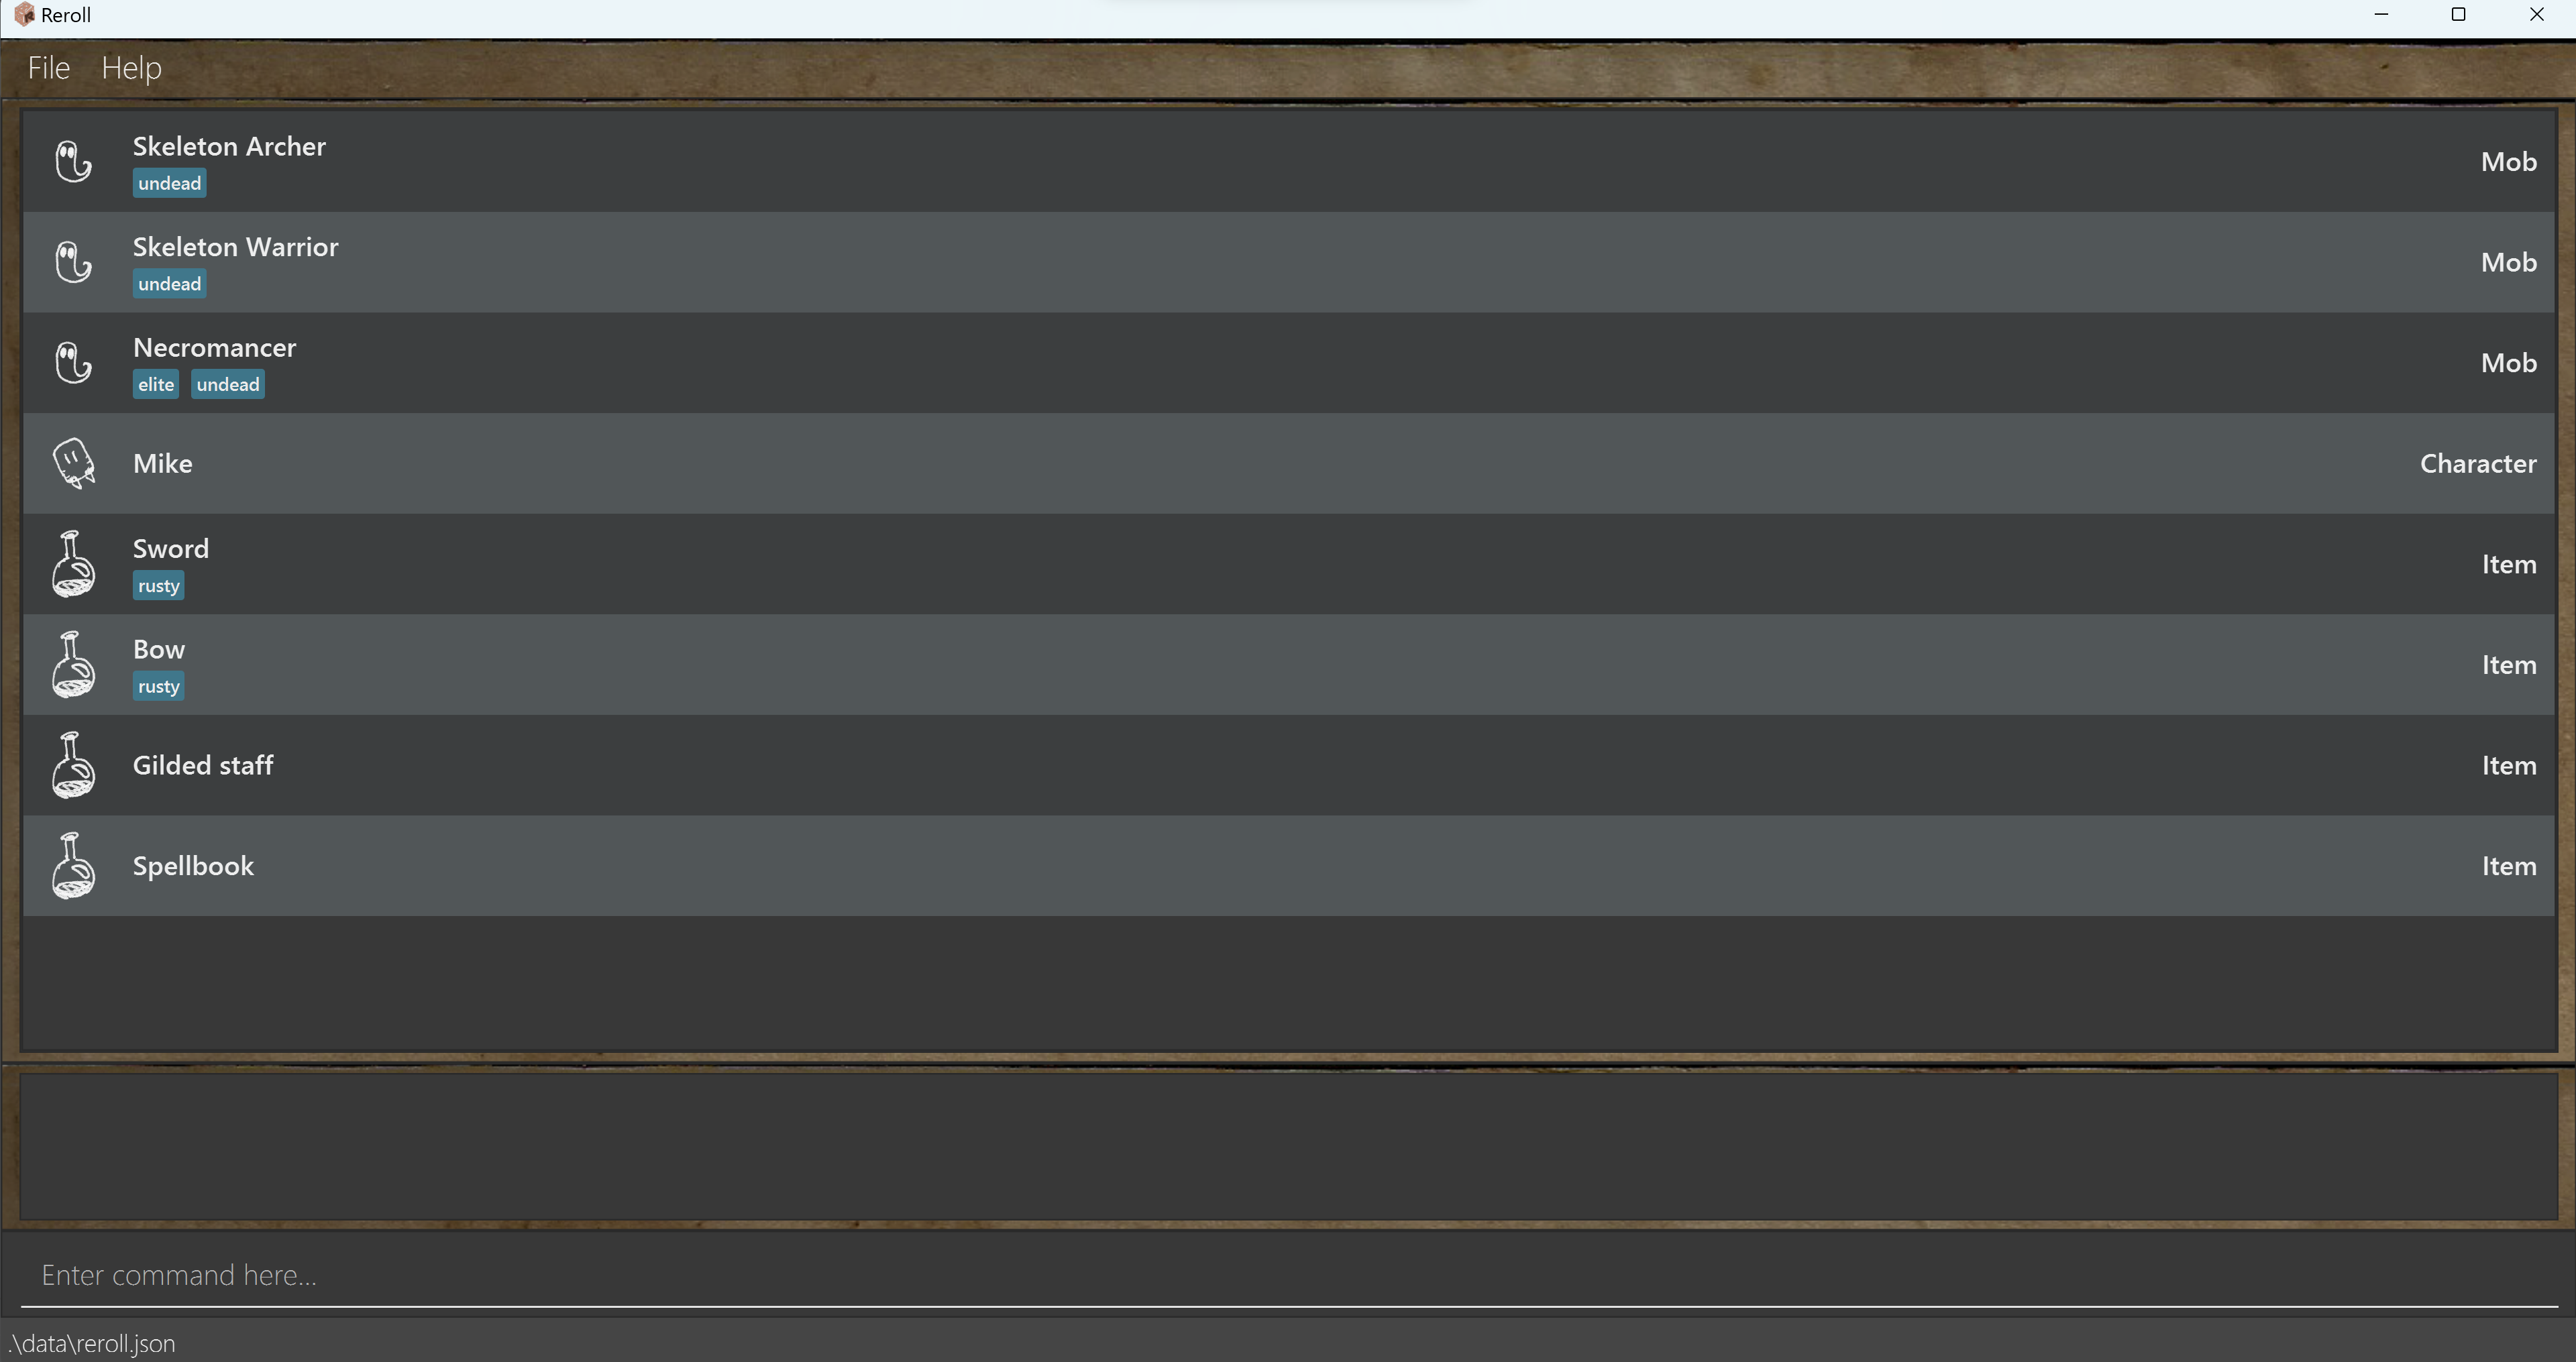 Reroll
File Help
Skeleton Archer
undead
Mob
Skeleton Warrior
undead
Mob
Necromancer
elite undead
Mob
Mike
Character
Sword
rusty
Item
Bow
rusty
Item
Gilded staff
Item
Spellbook
Item
Enter command here...
.\data\reroll.json